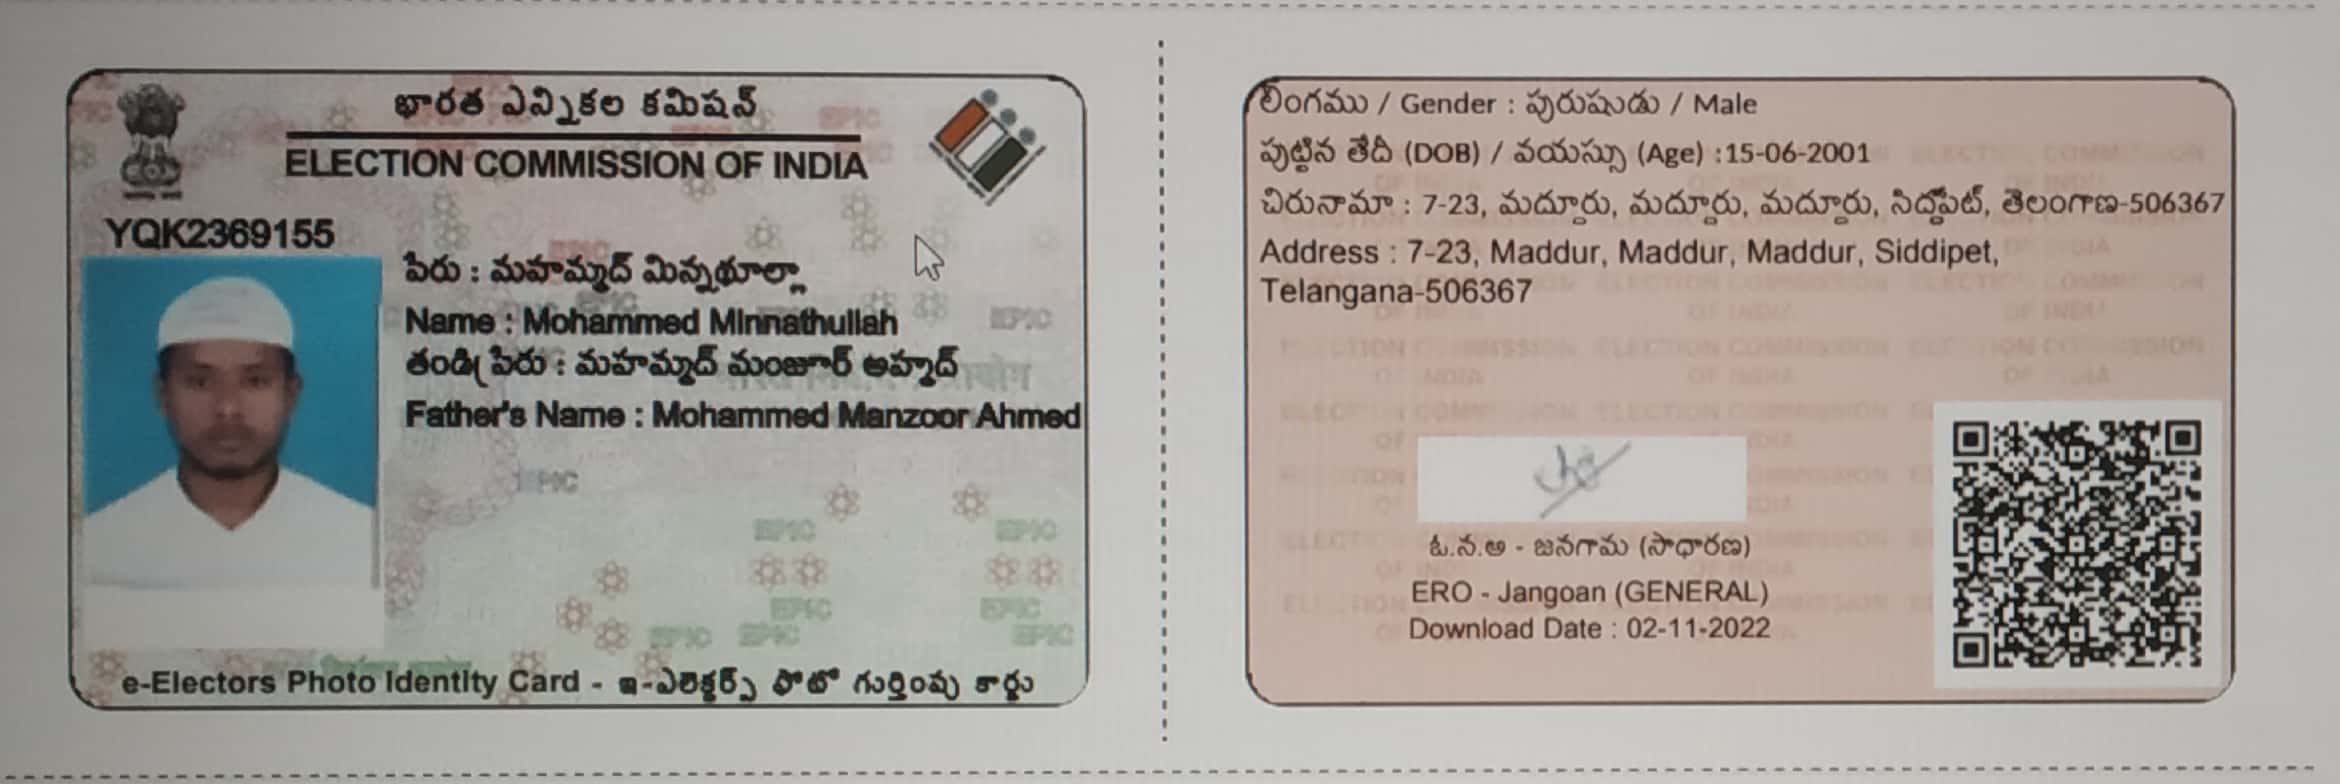 భారత ఎన్నికల కమిషన్
ELECTION COMMISSION OF INDIA
YQK2369155
పేరు : మహమ్మద్ మిన్నథూల్లా
Name : Mohammed Minnathullah
తండ్రి పేరు : మహమ్మద్ మంజూర్ అహ్మద్
Father's Name : Mohammed Manzoor Ahmed
e-Electors Photo Identity Card - ఇ-ఎలెక్టర్స్ ఫోటో గుర్తింపు కార్డు
లింగము / Gender : పురుషుడు / Male
పుట్టిన తేదీ (DOB) / వయస్సు (Age) :15-06-2001
చిరునామా : 7-23, మద్దూరు, మద్దూరు, మద్దూరు, సిద్దిపేట్, తెలంగాణ-506367
Address : 7-23, Maddur, Maddur, Maddur, Siddipet,
Telangana-506367
ఓ.న.అ - జనగామ (సాధారణ)
ERO - Jangoan (GENERAL)
Download Date : 02-11-2022